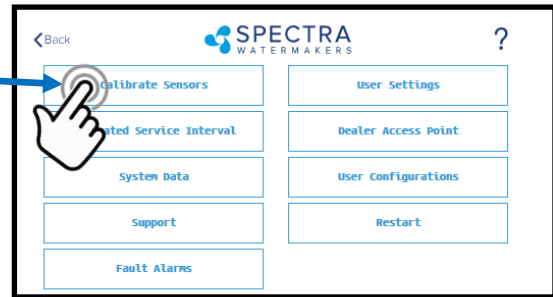 Back
SPECTRA
WATERMAKERS
?
Calibrate Sensors
User Settings
ated Service Interval
Dealer Access Point
System Data
User Configurations
Support
Restart
Fault Alarms